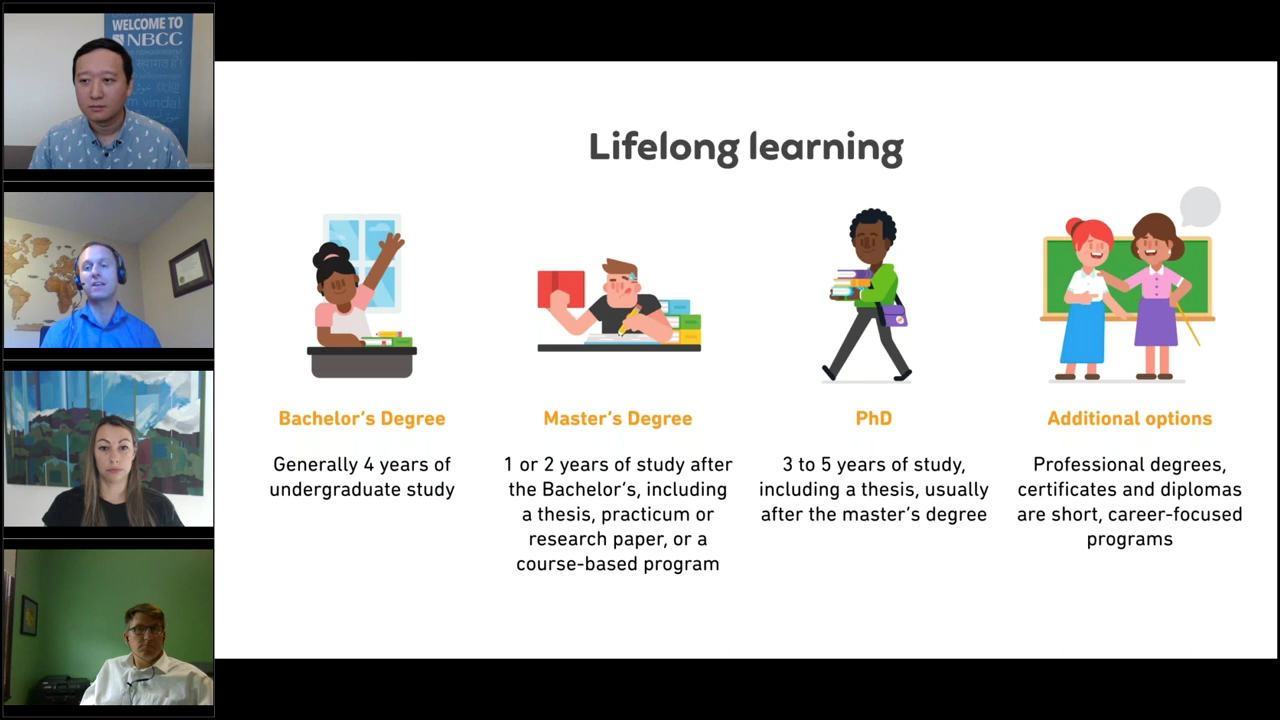 WELCOME TO
NBCC
Lifelong learning
Bachelor's Degree
Generally 4 years of
undergraduate study
Master's Degree
1 or 2 years of study after
the Bachelor's, including
a thesis, practicum or
research paper, or a
course-based program
PhD
3 to 5 years of study,
including a thesis, usually
after the master's degree
Additional options
Professional degrees,
certificates and diplomas
are short, career-focused
programs